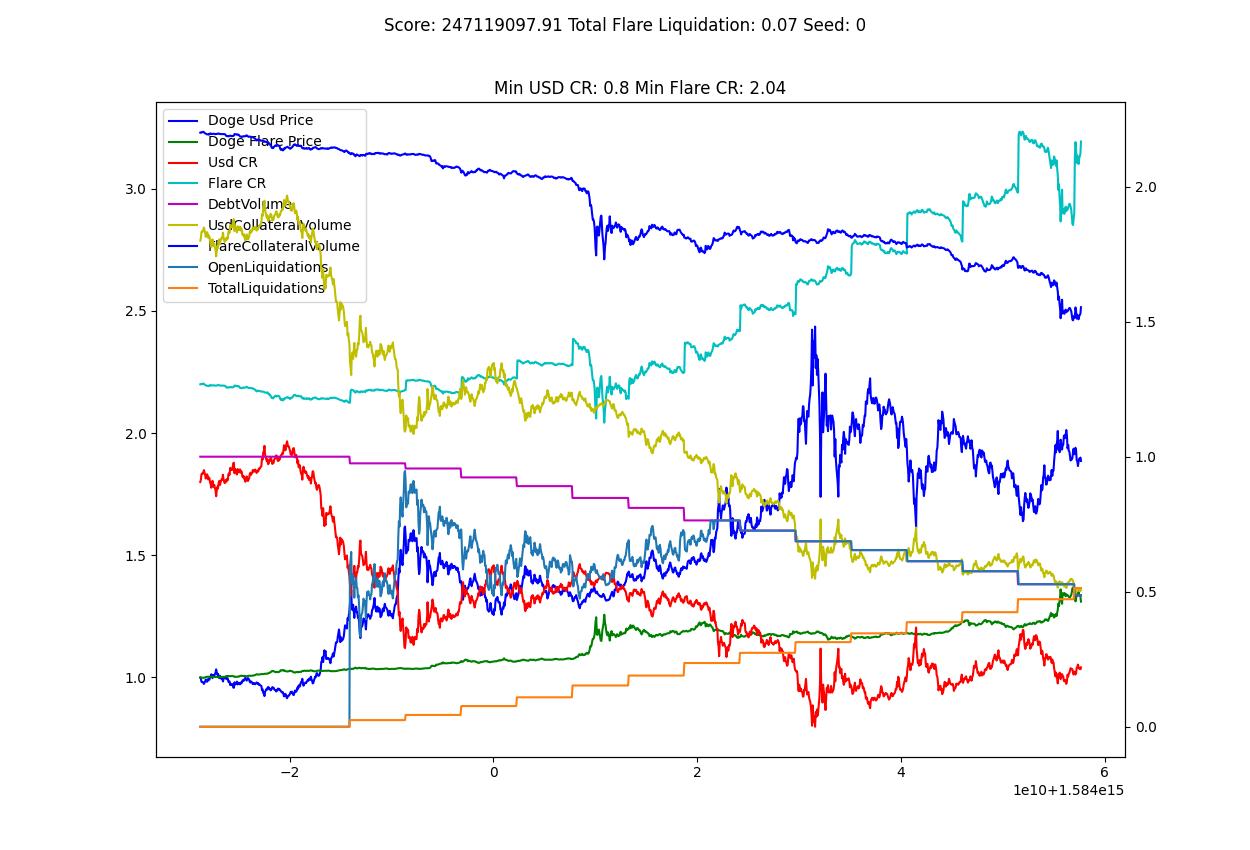 Score: 247119097.91 Total Flare Liquidation: 0.07 Seed: 0
Min USD CR: 0.8 Min Flare CR: 2.04
Doge Usd Price
Doge Flare Price
Usd CR
Flare CR
DebtVolume
UsdCollateralVolume
FlareCollateralVolume
OpenLiquidations
TotalLiquidations
3.0
2.5
2.0
1.5
1.0
2.0
1.5
1.0
0.5
0.0
−2
0
2
4
6
1e10+1.584e15